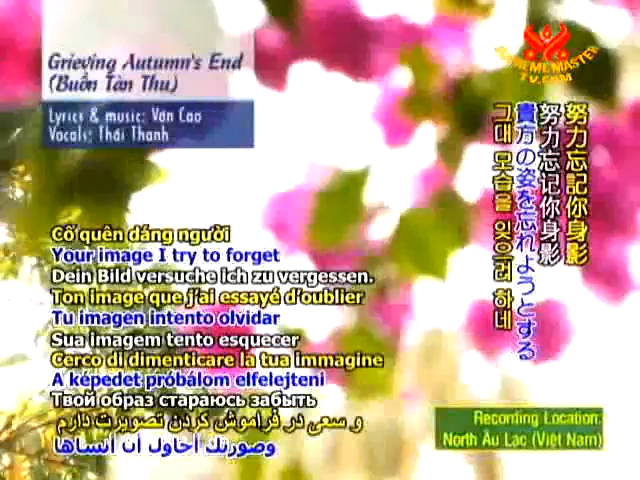 Grieving Autumn's End
(Buồn Tàn Thu)
Lyrics & music: Văn Cao
Vocals: Thái Thanh
SUPREME MASTER
TV.COM
努力忘記你身影
努力忘记你身影
貴方の姿を忘れようとする
그대 모습을 잊으려 하네
Cố quên dáng người
Your image I try to forget
Dein Bild versuche ich zu vergessen.
Ton image que j'ai essayé d'oublier
Tu imagen intento olvidar
Sua imagem tento esquecer
Cerco di dimenticare la tua immagine
A képedet próbálom elfelejteni
Твой образ стараюсь забыть
و سعی در فراموش کردن تصویرت دارم
وصورتك أحاول أن أنساها
Recording Location:
North Âu Lạc (Việt Nam)